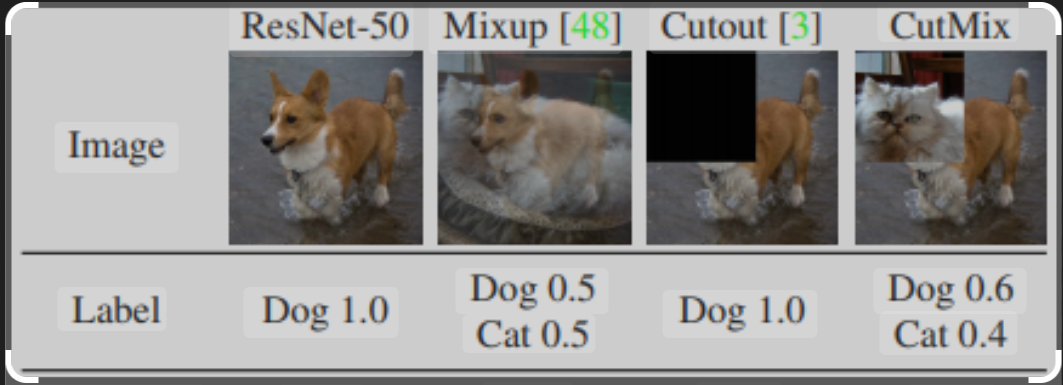 ResNet-50 Mixup [48] Cutout [3] CutMix
Image
Label Dog 1.0 Dog 0.5 Cat 0.5 Dog 1.0 Dog 0.6 Cat 0.4